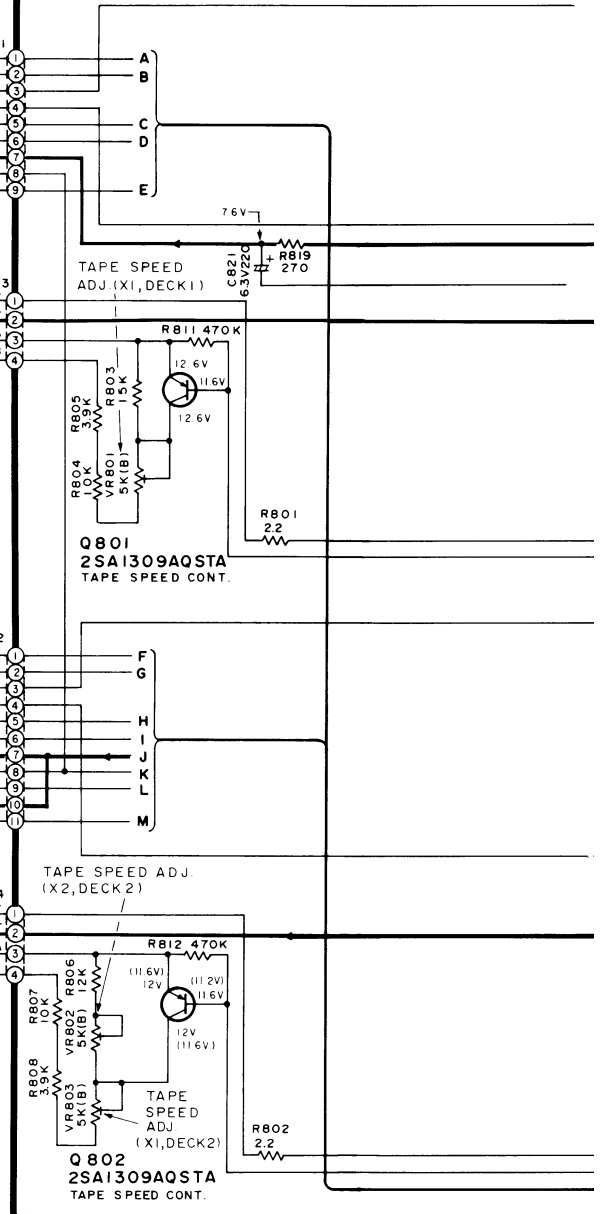 1
1 A
2 B
3
4
5 C
6 D
7
8
9 E
7.6V
C821
6.3V220
+
R819
270
TAPE SPEED
ADJ.(X1,DECK1)
3
1
2
3
4
R811 470K
12.6V
11.6V
12.6V
R803
15K
R805
3.9K
R804
10K
VR801
5K(B)
R801
2.2
Q801
2SA1309AQSTA
TAPE SPEED CONT.
2
1 F
2 G
3
4
5 H
6 I
7 J
8 K
9 L
10
11 M
TAPE SPEED ADJ.
(X2,DECK2)
4
1
2
3
4
R812 470K
(11.6V)
12V
(11.2V)
11.6V
12V
(11.6V)
R806
12K
R807
10K
VR802
5K(B)
R808
3.9K
VR803
5K(B)
TAPE
SPEED
ADJ.
(X1,DECK2)
R802
2.2
Q802
2SA1309AQSTA
TAPE SPEED CONT.